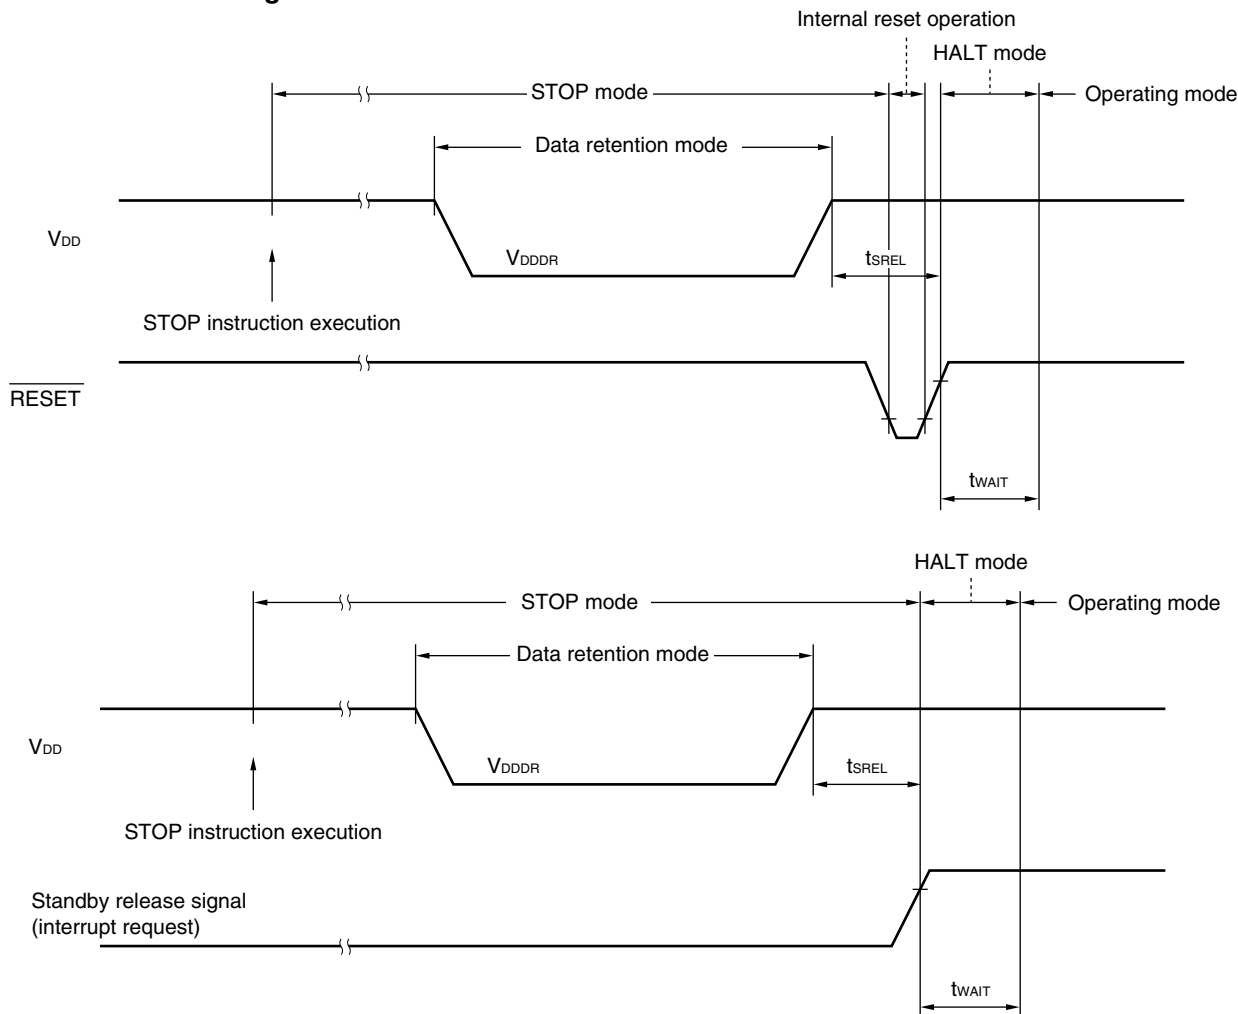 Internal reset operation
HALT mode
STOP mode
Operating mode
Data retention mode
VDD
VDDDR
tSREL
STOP instruction execution
RESET
tWAIT
HALT mode
STOP mode
Operating mode
Data retention mode
VDD
VDDDR
tSREL
STOP instruction execution
Standby release signal
(interrupt request)
tWAIT